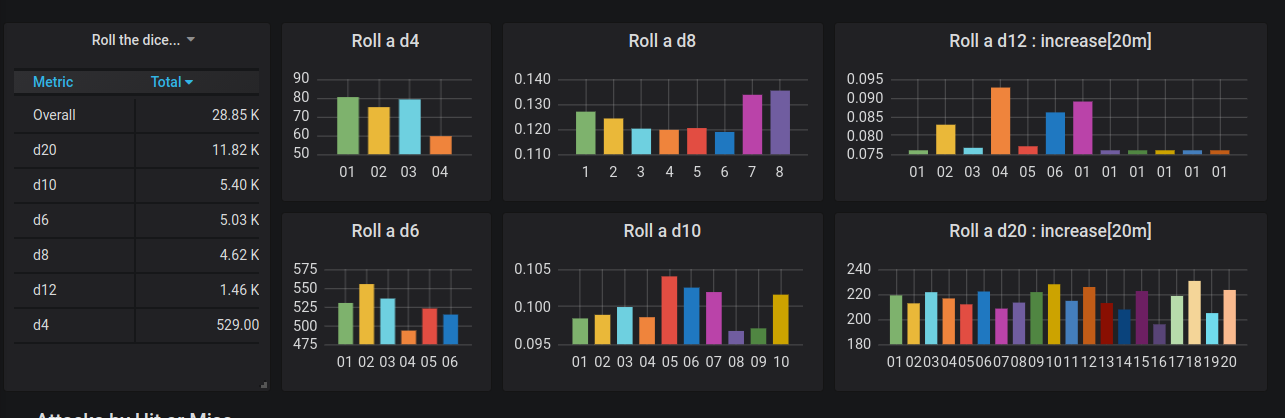 Roll the dice...
Metric Total
Overall 28.85 K
d20 11.82 K
d10 5.40 K
d6 5.03 K
d8 4.62 K
d12 1.46 K
d4 529.00
Roll a d4
90
80
70
60
50
01 02 03 04
Roll a d8
0.140
0.130
0.120
0.110
1 2 3 4 5 6 7 8
Roll a d12 : increase[20m]
0.095
0.090
0.085
0.080
0.075
01 02 03 04 05 06 01 01 01 01 01 01
Roll a d6
575
550
525
500
475
01 02 03 04 05 06
Roll a d10
0.105
0.100
0.095
01 02 03 04 05 06 07 08 09 10
Roll a d20 : increase[20m]
240
220
200
180
01 02 03 04 05 06 07 08 09 10 11 12 13 14 15 16 17 18 19 20
Attacks by Hit or Miss